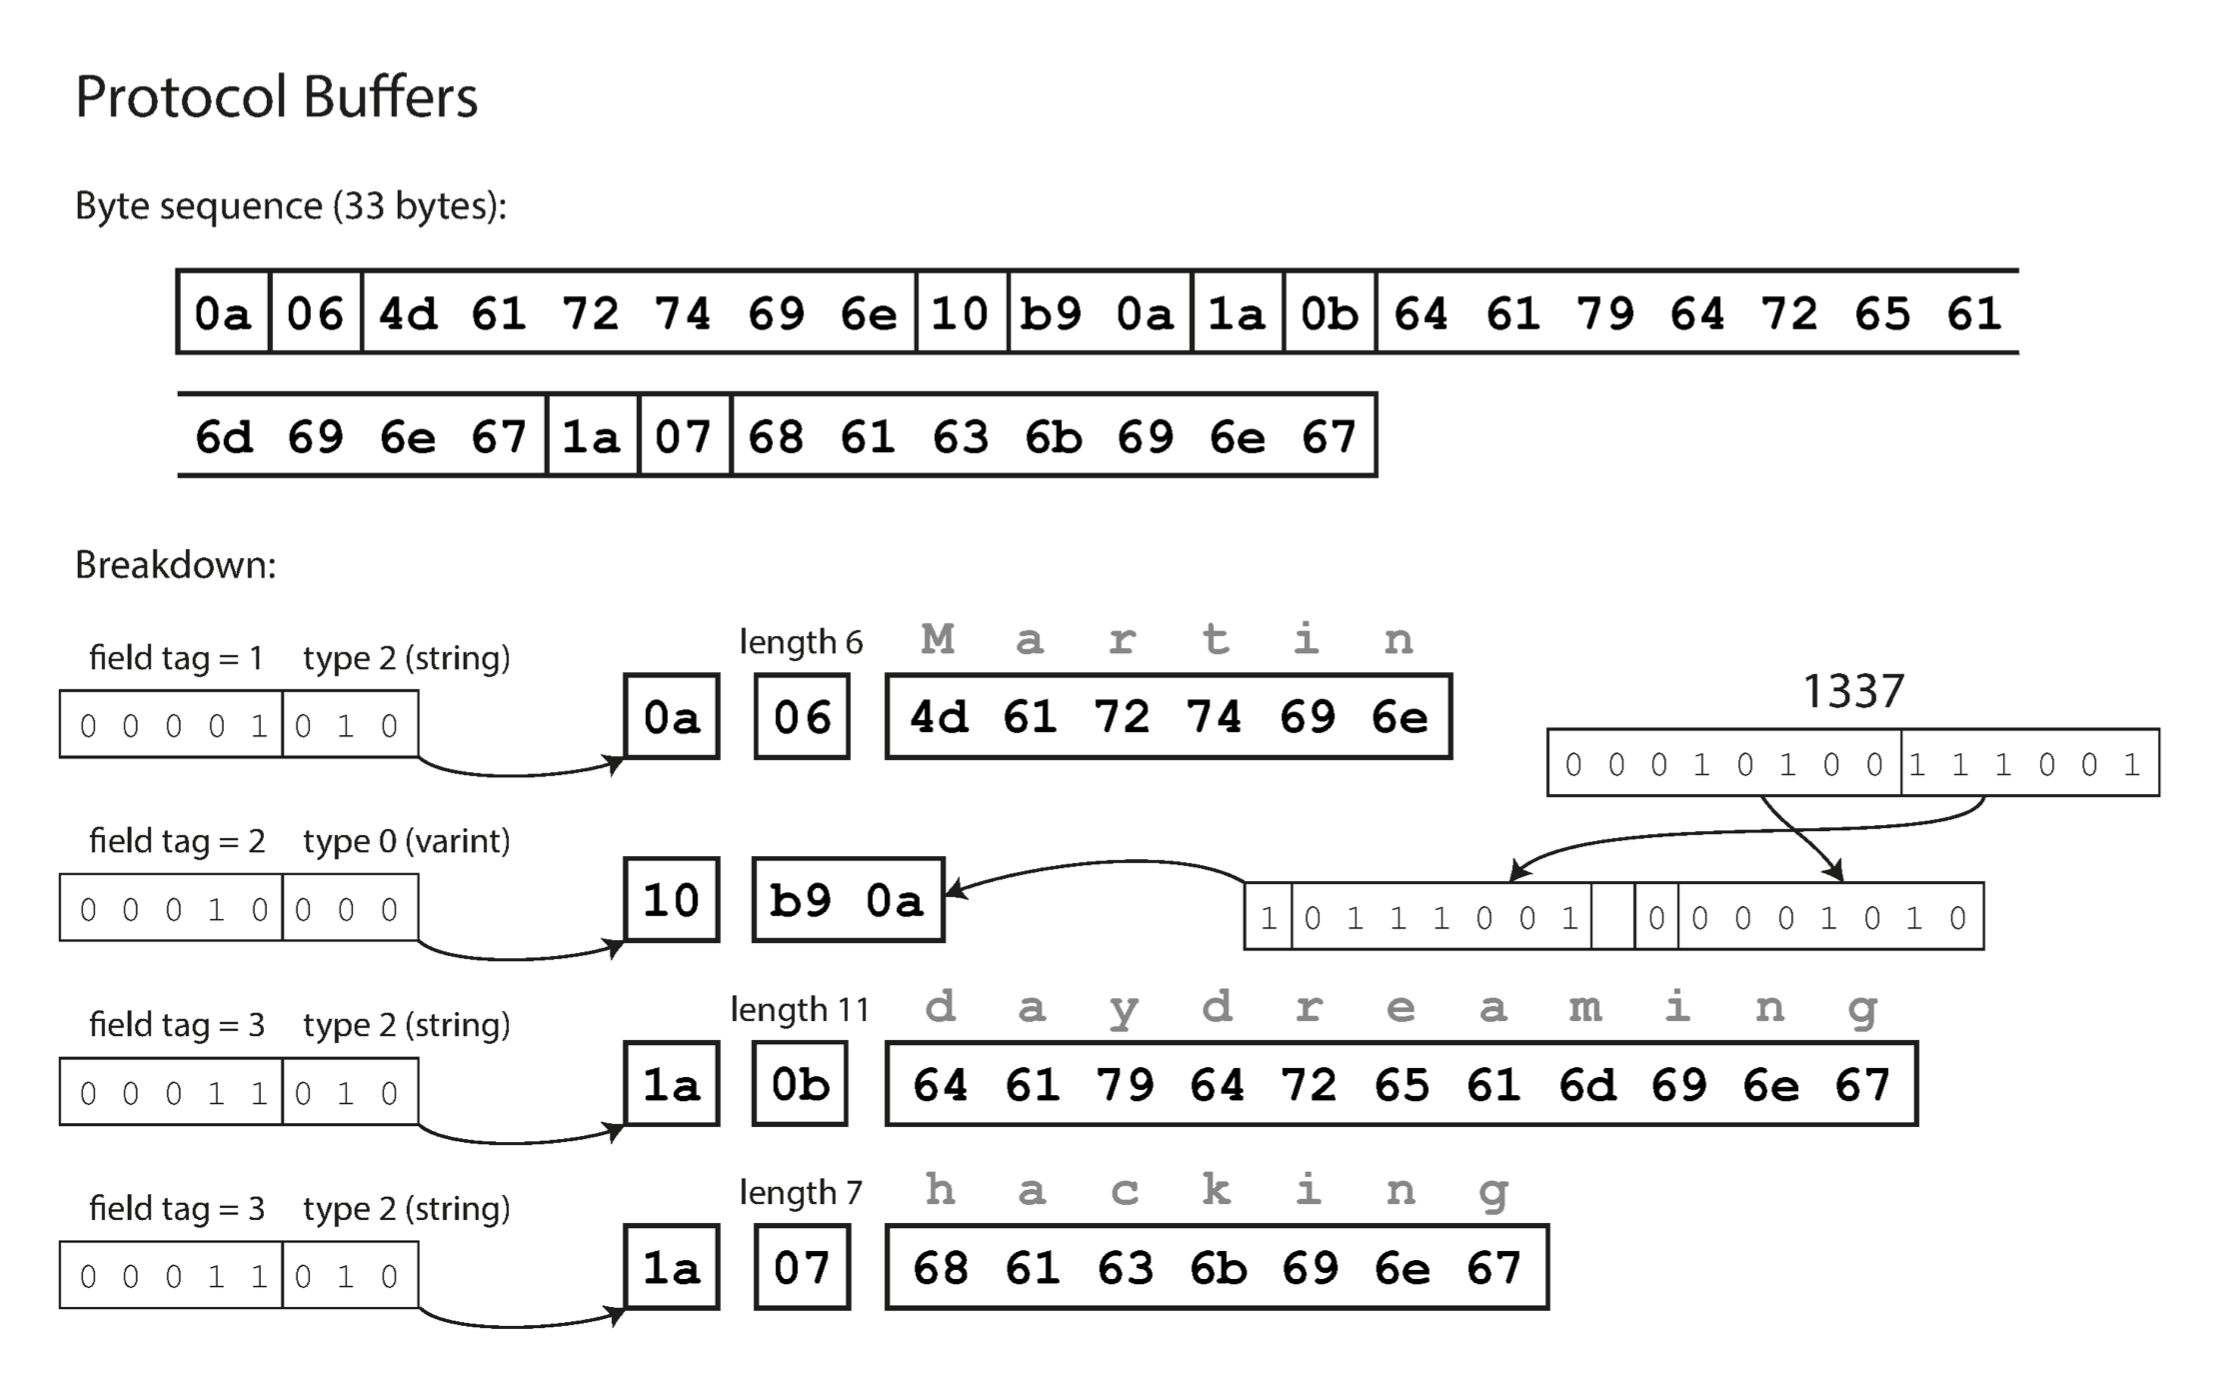 Protocol Buffers
Byte sequence (33 bytes):
0a 06 4d 61 72 74 69 6e 10 b9 0a 1a 0b 64 61 79 64 72 65 61
6d 69 6e 67 1a 07 68 61 63 6b 69 6e 67
Breakdown:
field tag = 1 type 2 (string) length 6 M a r t i n
0 0 0 0 1 0 1 0 0a 06 4d 61 72 74 69 6e
1337
0 0 0 1 0 1 0 0 1 1 1 0 0 1
field tag = 2 type 0 (varint)
0 0 0 1 0 0 0 0 10 b9 0a 1 0 1 1 1 0 0 1 0 0 0 0 1 0 1 0
field tag = 3 type 2 (string) length 11 d a y d r e a m i n g
0 0 0 1 1 0 1 0 1a 0b 64 61 79 64 72 65 61 6d 69 6e 67
field tag = 3 type 2 (string) length 7 h a c k i n g
0 0 0 1 1 0 1 0 1a 07 68 61 63 6b 69 6e 67